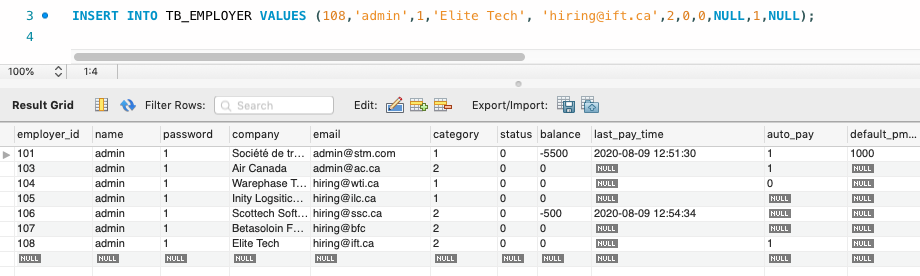 3 INSERT INTO TB_EMPLOYER VALUES (108,'admin',1,'Elite Tech', 'hiring@ift.ca',2,0,0,NULL,1,NULL);
4
100% 1:4
Result Grid Filter Rows: Search Edit: Export/Import:
employer_id name password company email category status balance last_pay_time auto_pay default_pm...
101 admin 1 Société de tr... admin@stm.com 1 0 -5500 2020-08-09 12:51:30 1 1000
103 admin 1 Air Canada admin@ac.ca 2 0 0 NULL 1 NULL
104 admin 1 Warephase T... hiring@wti.ca 1 0 0 NULL 0 NULL
105 admin 1 Inity Logsitic... hiring@ilc.ca 1 0 0 NULL NULL NULL
106 admin 1 Scottech Soft... hiring@ssc.ca 2 0 -500 2020-08-09 12:54:34 NULL NULL
107 admin 1 Betasoloin F... hiring@bfc 2 0 0 NULL NULL NULL
108 admin 1 Elite Tech hiring@ift.ca 2 0 0 NULL 1 NULL
NULL NULL NULL NULL NULL NULL NULL NULL NULL NULL NULL